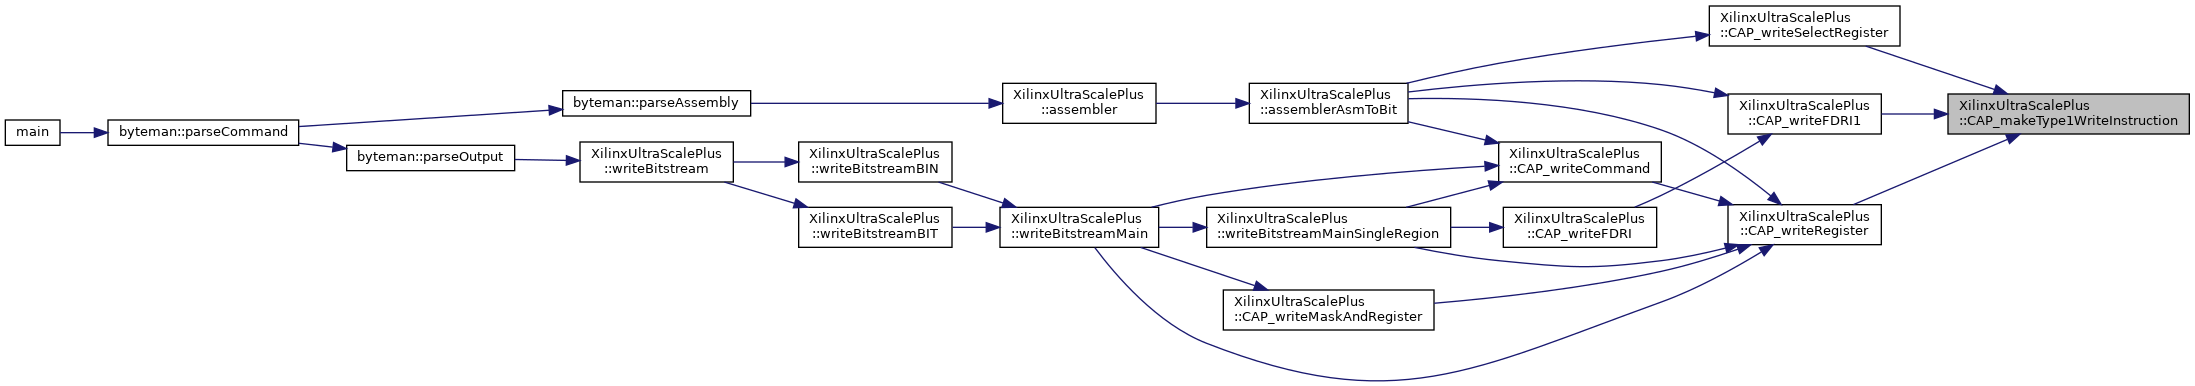 main
byteman::parseCommand
byteman::parseAssembly
byteman::parseOutput
XilinxUltraScalePlus
::writeBitstream
XilinxUltraScalePlus
::writeBitstreamBIN
XilinxUltraScalePlus
::writeBitstreamBIT
XilinxUltraScalePlus
::assembler
XilinxUltraScalePlus
::writeBitstreamMain
XilinxUltraScalePlus
::assemblerAsmToBit
XilinxUltraScalePlus
::writeBitstreamMainSingleRegion
XilinxUltraScalePlus
::CAP_writeMaskAndRegister
XilinxUltraScalePlus
::CAP_writeCommand
XilinxUltraScalePlus
::CAP_writeFDRI
XilinxUltraScalePlus
::CAP_writeSelectRegister
XilinxUltraScalePlus
::CAP_writeFDRI1
XilinxUltraScalePlus
::CAP_writeRegister
XilinxUltraScalePlus
::CAP_makeType1WriteInstruction